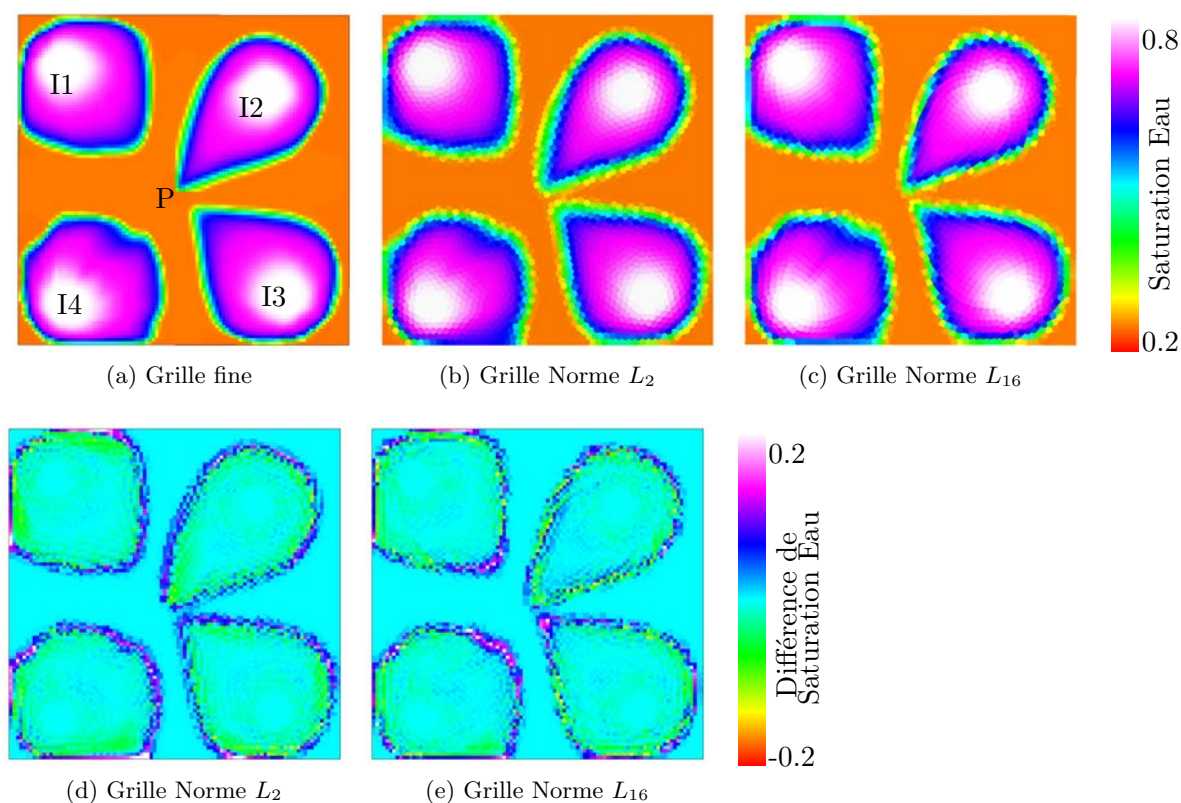 I1
I2
P
I4
I3
0.8
Saturation Eau
0.2
(a) Grille fine
(b) Grille Norme L₂
(c) Grille Norme L₁₆
0.2
Différence de
Saturation Eau
-0.2
(d) Grille Norme L₂
(e) Grille Norme L₁₆